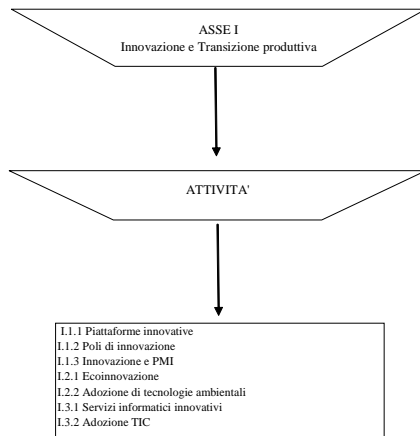 ASSE I
Innovazione e Transizione produttiva
ATTIVITA'
I.1.1 Piattaforme innovative
I.1.2 Poli di innovazione
I.1.3 Innovazione e PMI
I.2.1 Ecoinnovazione
I.2.2 Adozione di tecnologie ambientali
I.3.1 Servizi informatici innovativi
I.3.2 Adozione TIC